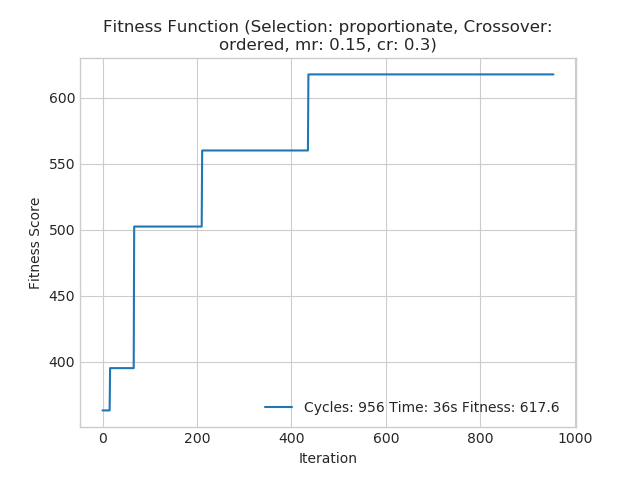 Fitness Function (Selection: proportionate, Crossover:
ordered, mr: 0.15, cr: 0.3)
Fitness Score
600
550
500
450
400
Cycles: 956 Time: 36s Fitness: 617.6
0 200 400 600 800 1000
Iteration